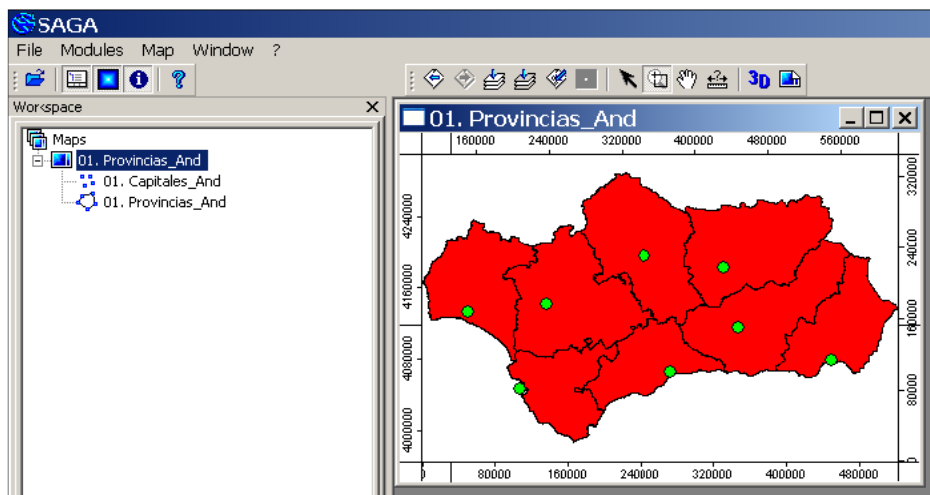 SAGA
File Modules Map Window ?
3D
Workspace
Maps
01. Provincias_And
01. Capitales_And
01. Provincias_And
01. Provincias_And
160000 240000 320000 400000 480000 560000
4240000
4160000
4080000
4000000
320000
240000
160000
80000
0
0 80000 160000 240000 320000 400000 480000